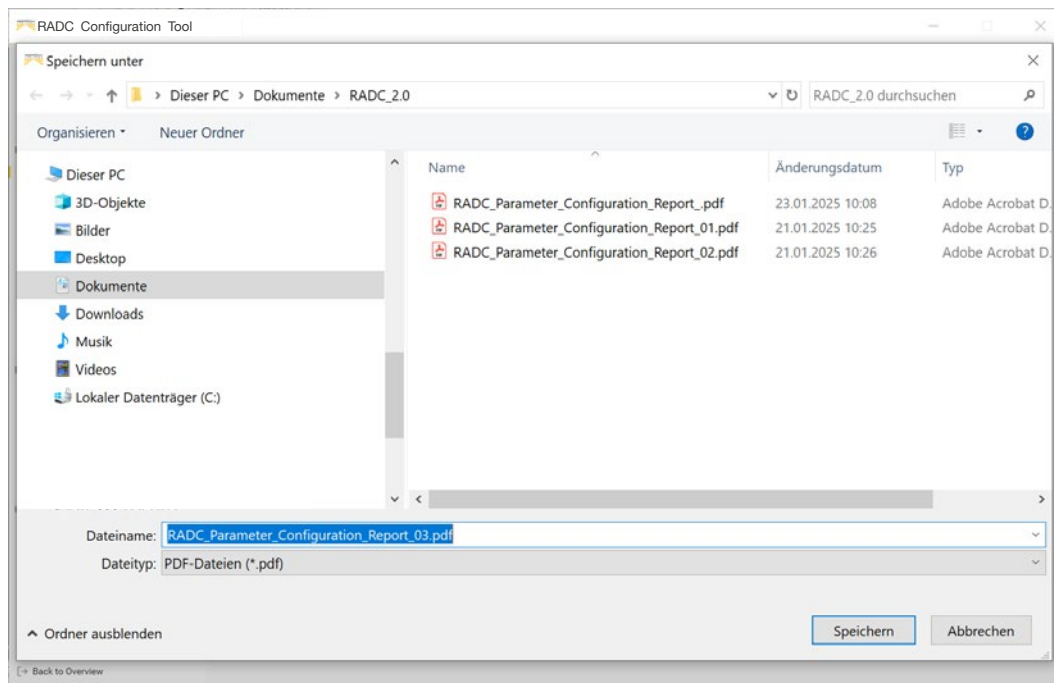 RADC Configuration Tool
Speichern unter
Dieser PC > Dokumente > RADC_2.0
RADC_2.0 durchsuchen
Organisieren
Neuer Ordner
Dieser PC
3D-Objekte
Bilder
Desktop
Dokumente
Downloads
Musik
Videos
Lokaler Datenträger (C:)
Name Änderungsdatum Typ
RADC_Parameter_Configuration_Report_.pdf 23.01.2025 10:08 Adobe Acrobat D.
RADC_Parameter_Configuration_Report_01.pdf 21.01.2025 10:25 Adobe Acrobat D.
RADC_Parameter_Configuration_Report_02.pdf 21.01.2025 10:26 Adobe Acrobat D.
Dateiname: RADC_Parameter_Configuration_Report_03.pdf
Dateityp: PDF-Dateien (*.pdf)
Ordner ausblenden
Speichern
Abbrechen
Back to Overview